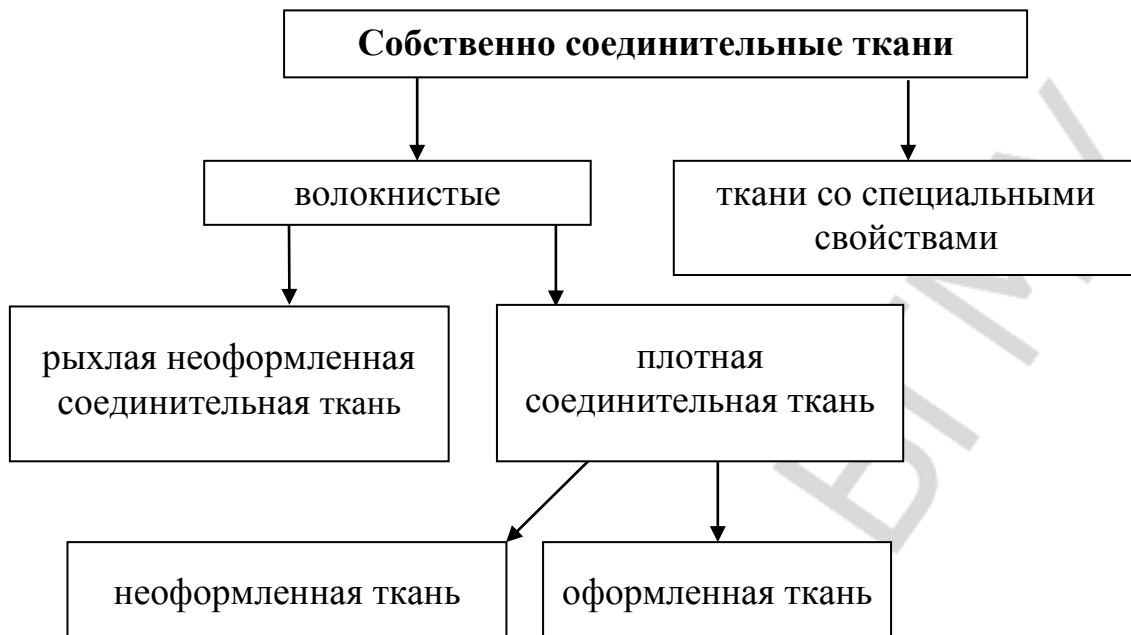 Собственно соединительные ткани
волокнистые
ткани со специальными
свойствами
рыхлая неоформленная
соединительная ткань
плотная
соединительная ткань
неоформленная ткань
оформленная ткань
БГМУ